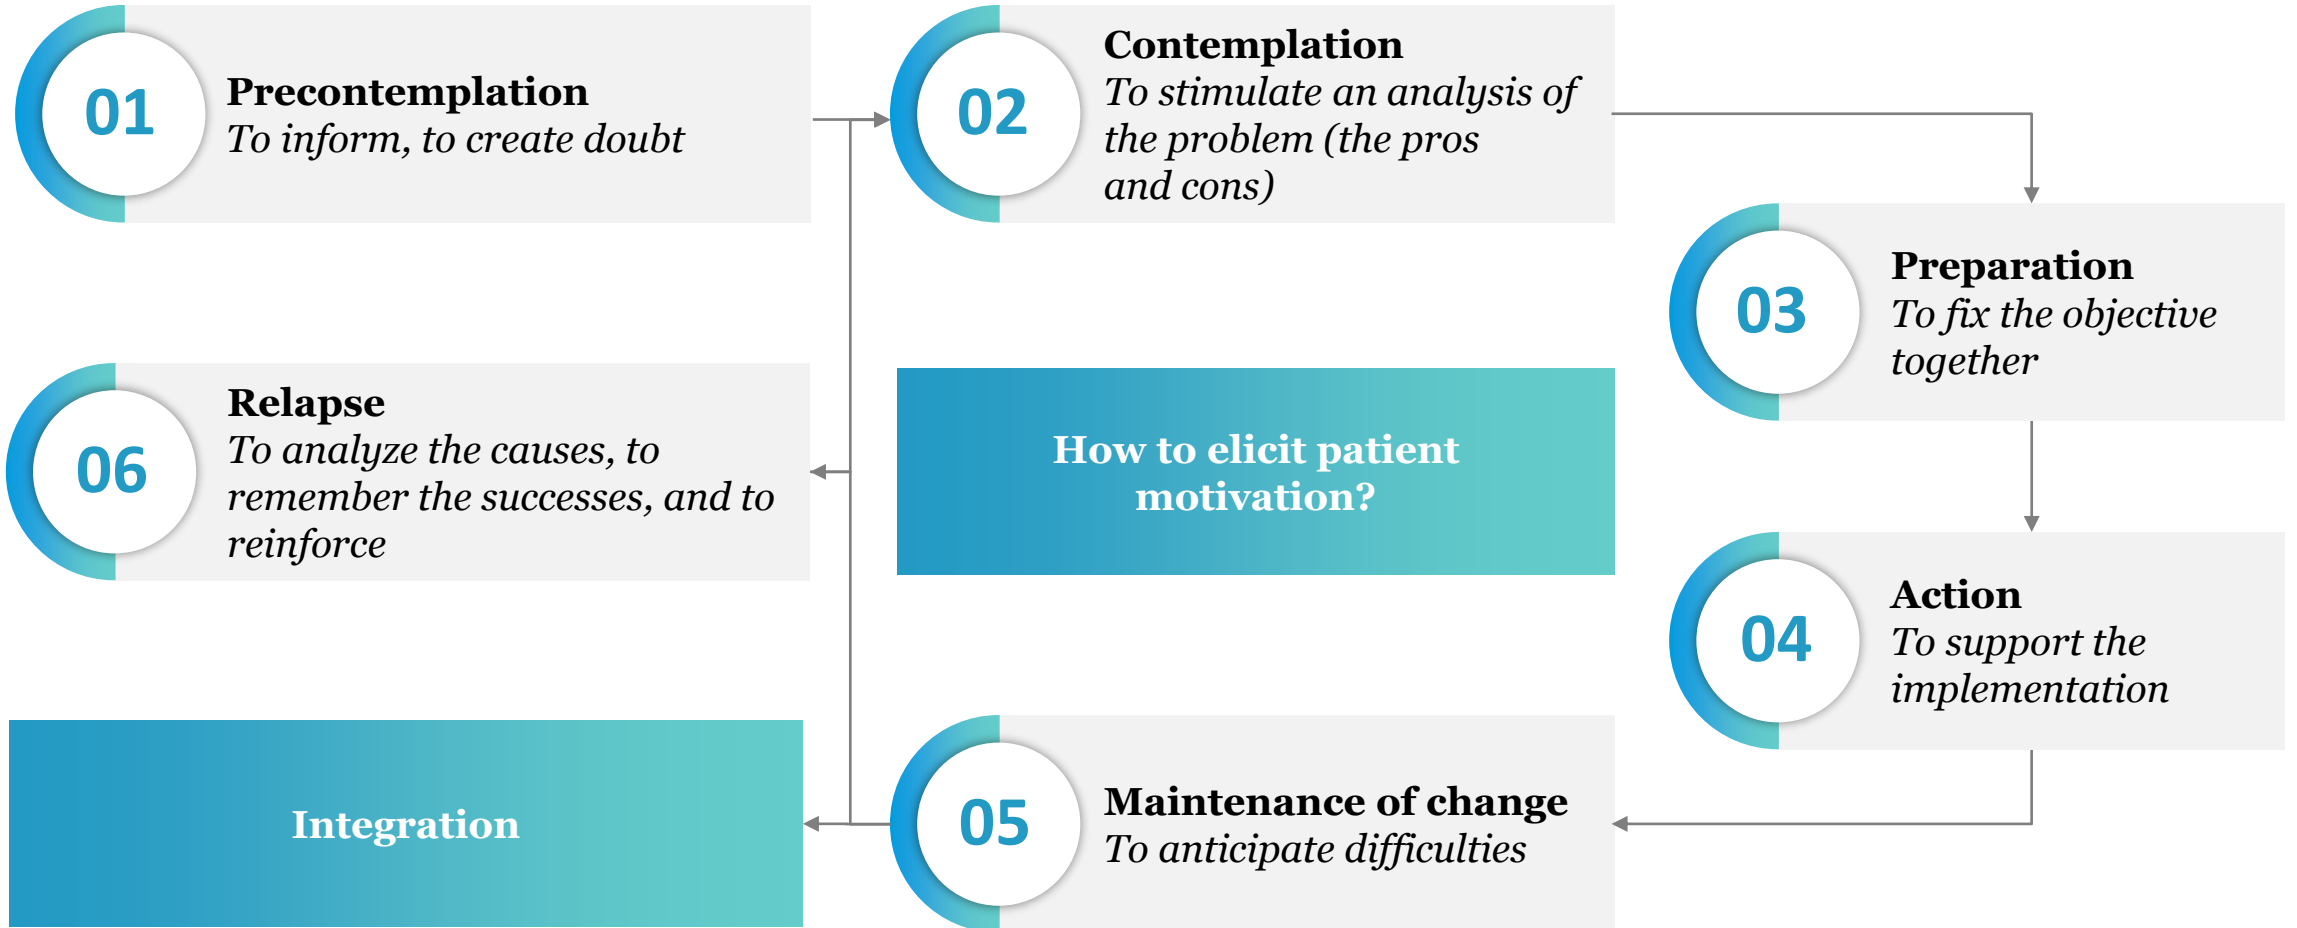 01
Precontemplation
To inform, to create doubt
02
Contemplation
To stimulate an analysis of
the problem (the pros
and cons)
03
Preparation
To fix the objective
together
06
Relapse
To analyze the causes, to
remember the successes, and to
reinforce
How to elicit patient
motivation?
04
Action
To support the
implementation
Integration
05
Maintenance of change
To anticipate difficulties